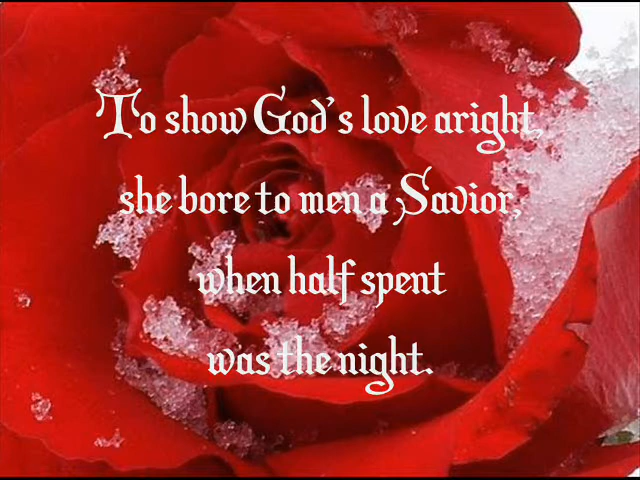 To show God's love aright,
she bore to men a Savior,
when half spent
was the night.